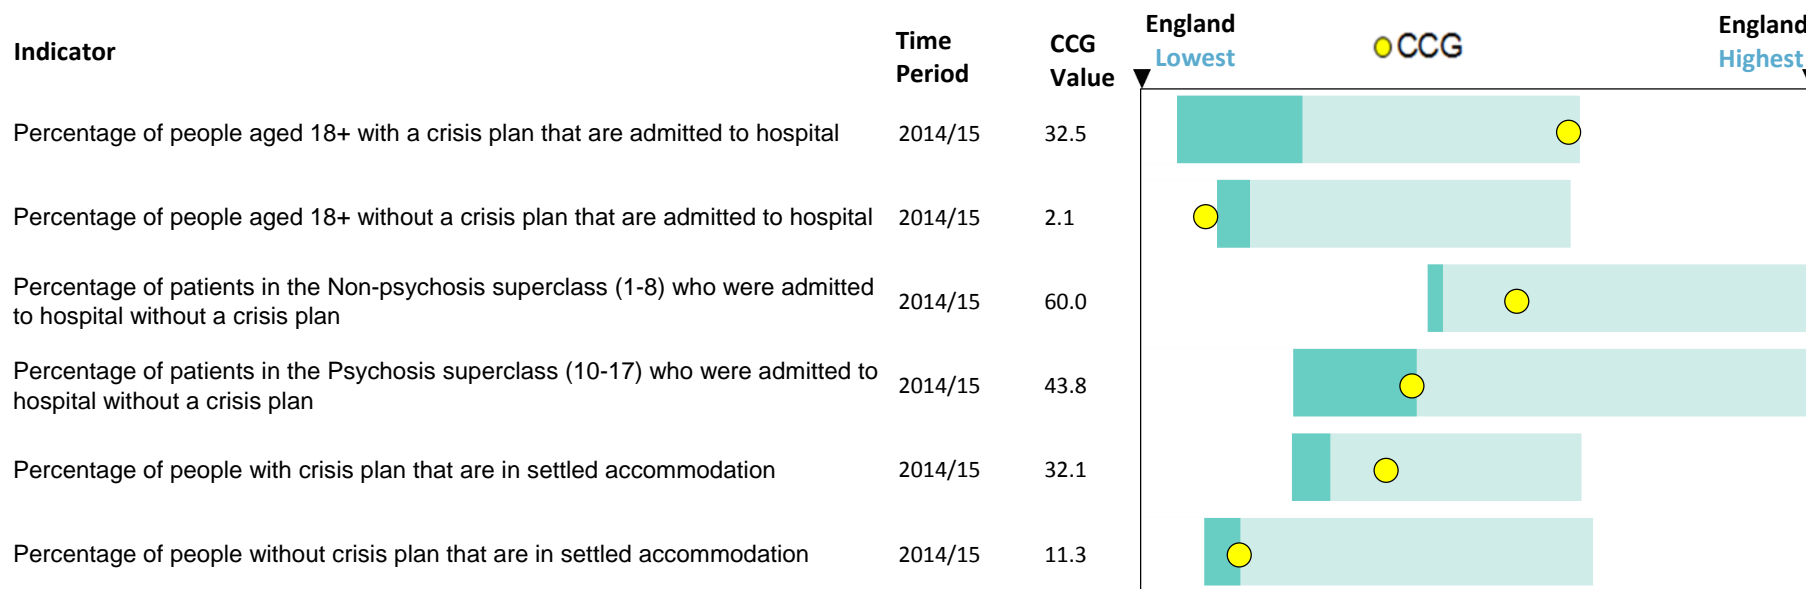 Indicator
Time Period
CCG Value
England Lowest
CCG
England Highest
Percentage of people aged 18+ with a crisis plan that are admitted to hospital 2014/15 32.5
Percentage of people aged 18+ without a crisis plan that are admitted to hospital 2014/15 2.1
Percentage of patients in the Non-psychosis superclass (1-8) who were admitted
to hospital without a crisis plan
2014/15 60.0
Percentage of patients in the Psychosis superclass (10-17) who were admitted to
hospital without a crisis plan
2014/15 43.8
Percentage of people with crisis plan that are in settled accommodation 2014/15 32.1
Percentage of people without crisis plan that are in settled accommodation 2014/15 11.3